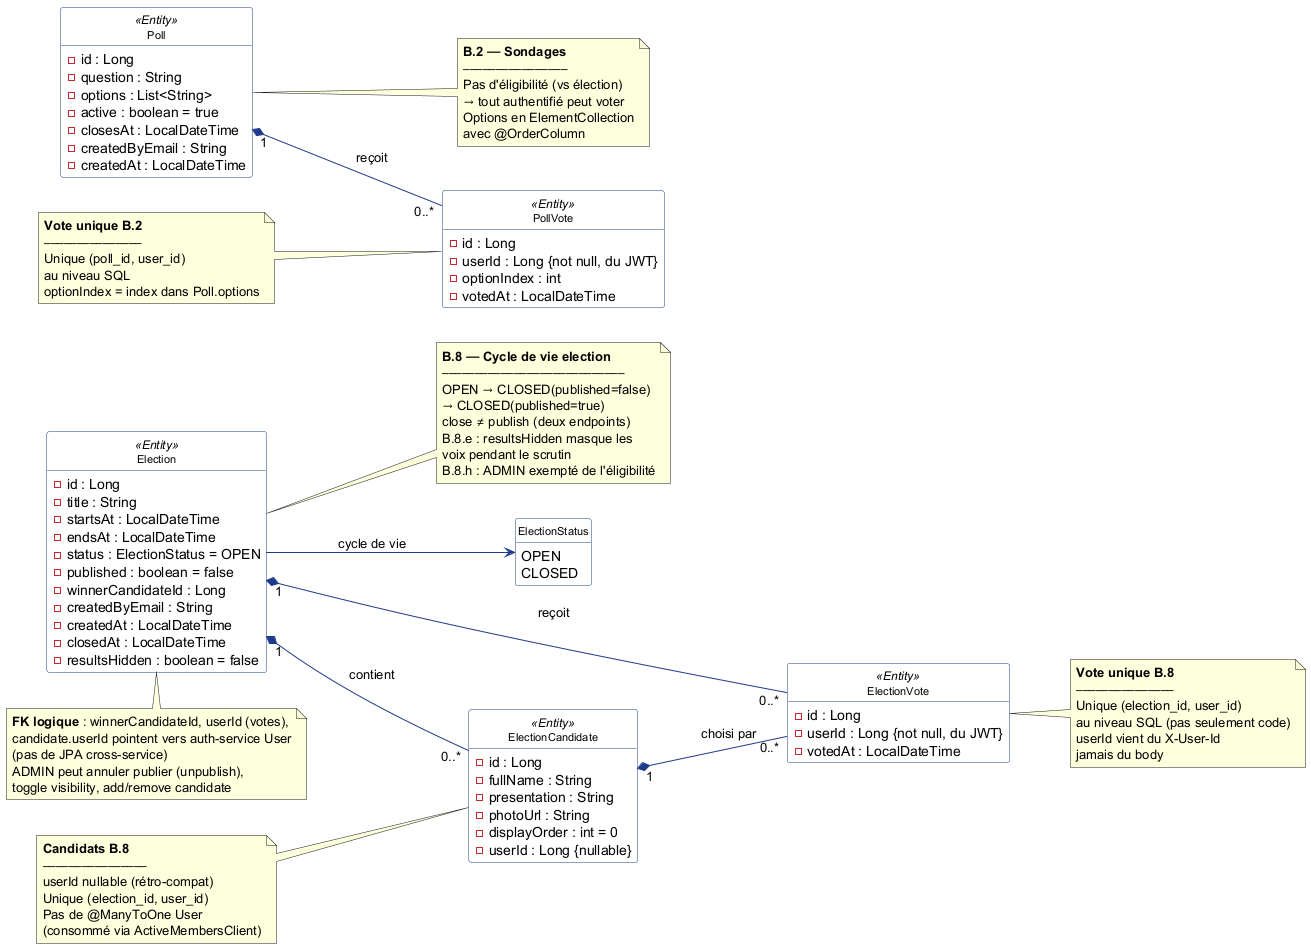 «Entity»
Poll
id : Long
question : String
options : List<String>
active : boolean = true
closesAt : LocalDateTime
createdByEmail : String
createdAt : LocalDateTime
B.2 — Sondages
Pas d'éligibilité (vs élection)
→ tout authentifié peut voter
Options en ElementCollection
avec @OrderColumn
1
reçoit
0..*
Vote unique B.2
Unique (poll_id, user_id)
au niveau SQL
optionIndex = index dans Poll.options
«Entity»
PollVote
id : Long
userId : Long {not null, du JWT}
optionIndex : int
votedAt : LocalDateTime
B.8 — Cycle de vie election
OPEN → CLOSED(published=false)
→ CLOSED(published=true)
close ≠ publish (deux endpoints)
B.8.e : resultsHidden masque les
voix pendant le scrutin
B.8.h : ADMIN exempté de l'éligibilité
«Entity»
Election
id : Long
title : String
startsAt : LocalDateTime
endsAt : LocalDateTime
status : ElectionStatus = OPEN
published : boolean = false
winnerCandidateId : Long
createdByEmail : String
createdAt : LocalDateTime
closedAt : LocalDateTime
resultsHidden : boolean = false
cycle de vie
ElectionStatus
OPEN
CLOSED
1
reçoit
0..*
1
contient
0..*
FK logique : winnerCandidateId, userId (votes),
candidate.userId pointent vers auth-service User
(pas de JPA cross-service)
ADMIN peut annuler publier (unpublish),
toggle visibility, add/remove candidate
«Entity»
ElectionCandidate
id : Long
fullName : String
presentation : String
photoUrl : String
displayOrder : int = 0
userId : Long {nullable}
choisi par
1
0..*
«Entity»
ElectionVote
id : Long
userId : Long {not null, du JWT}
votedAt : LocalDateTime
Vote unique B.8
Unique (election_id, user_id)
au niveau SQL (pas seulement code)
userId vient du X-User-Id
jamais du body
Candidats B.8
userId nullable (rétro-compat)
Unique (election_id, user_id)
Pas de @ManyToOne User
(consommé via ActiveMembersClient)